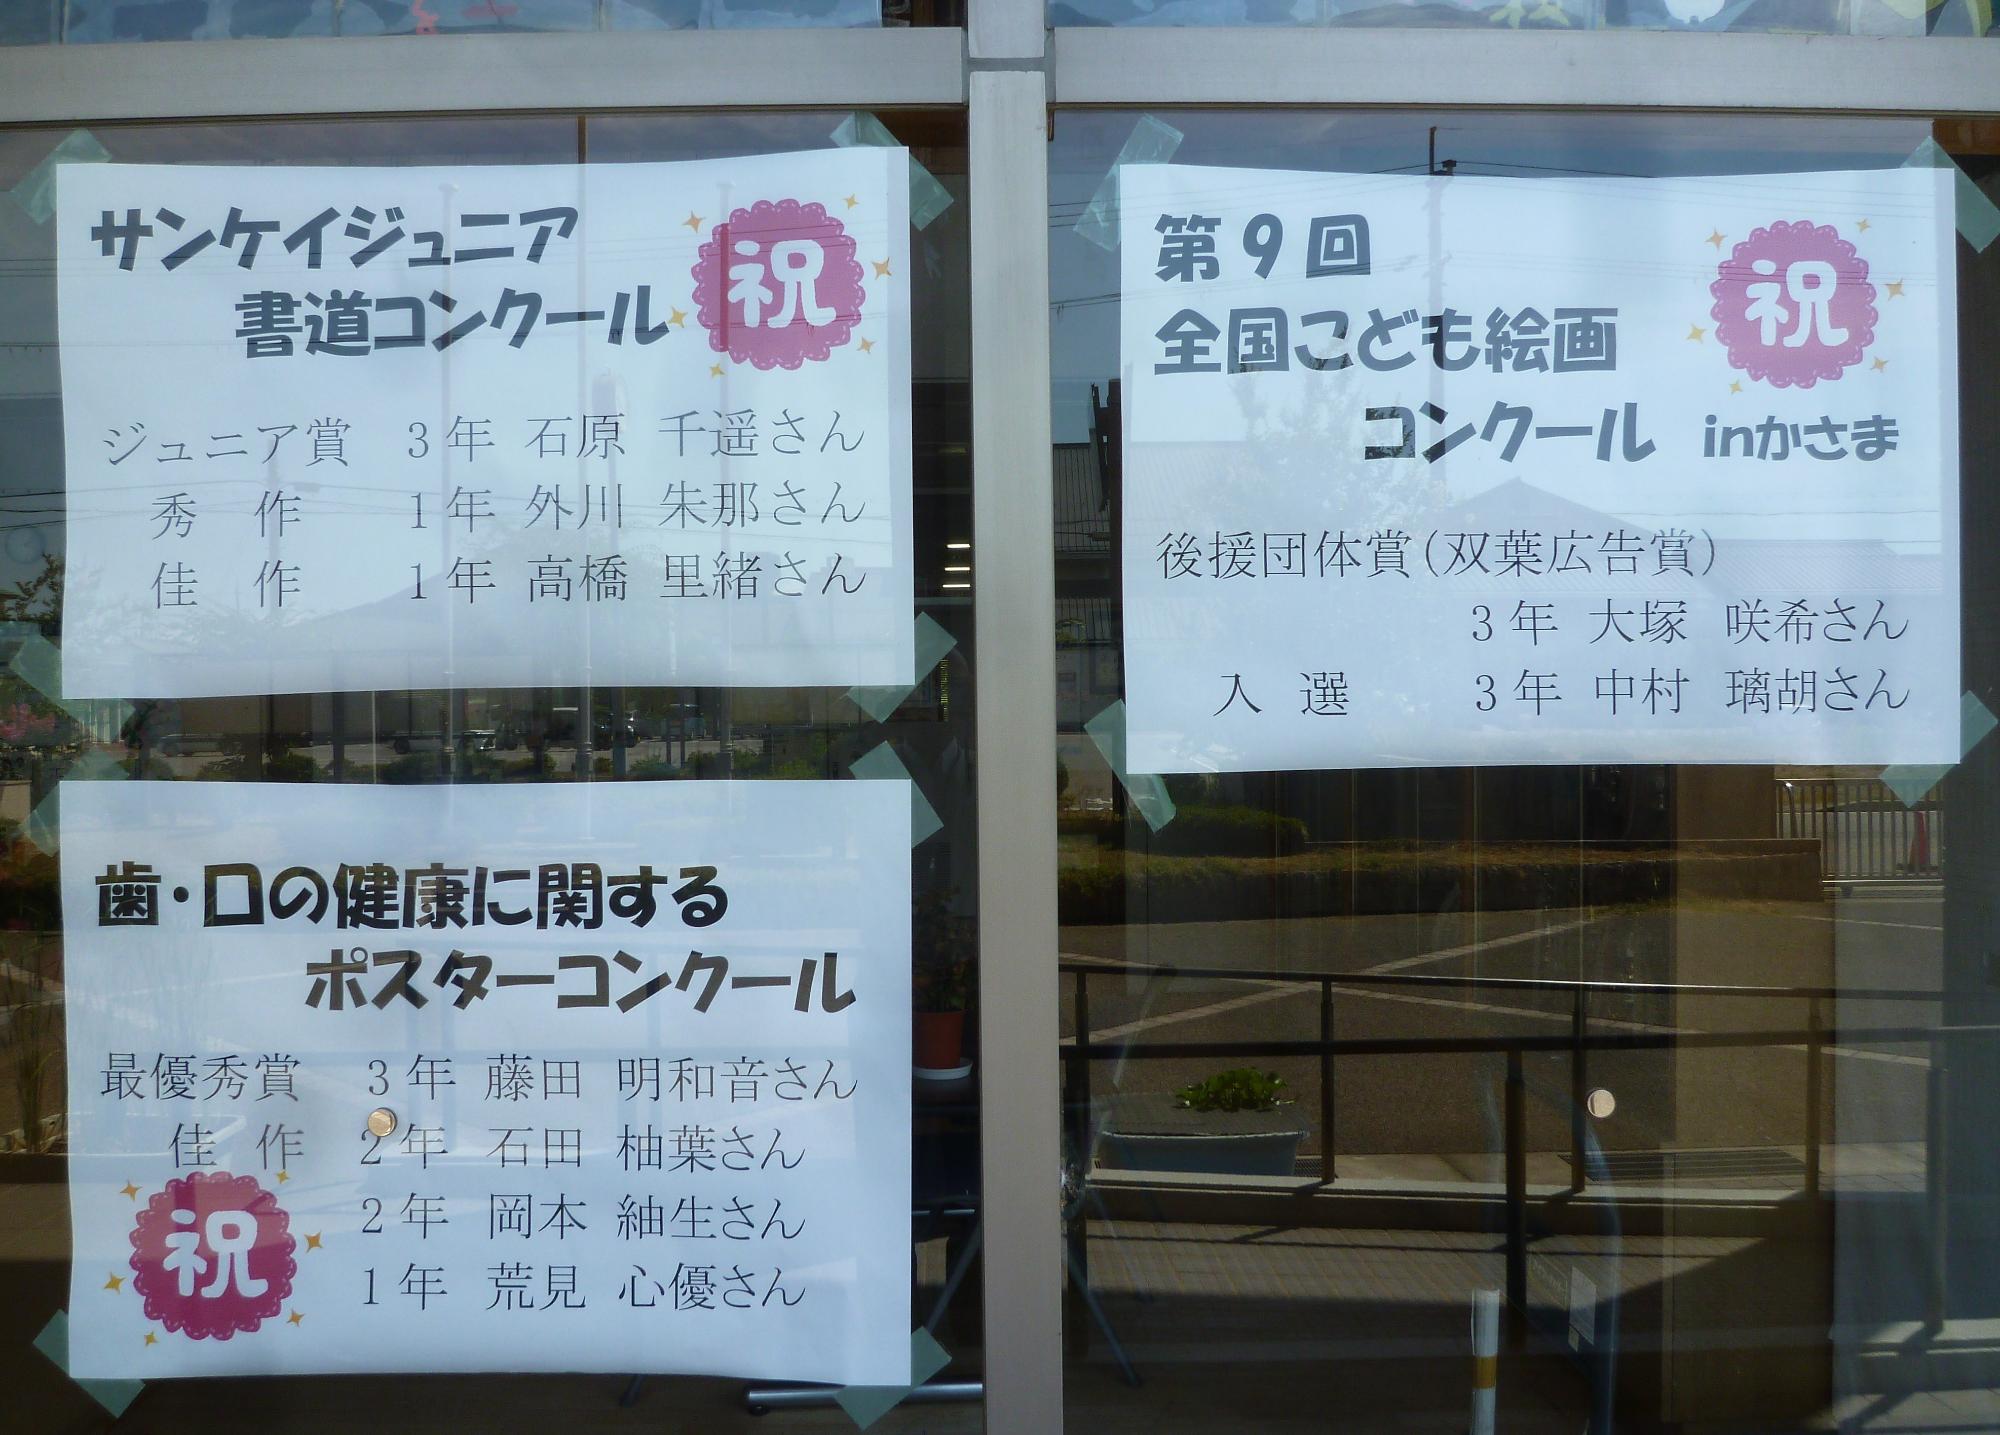 サンケイジュニア
書道コンクール
祝
ジュニア賞 3年 石原 千遥さん
秀 作 1年 外川 朱那さん
佳 作 1年 高橋 里緒さん
歯・口の健康に関する
ポスターコンクール
最優秀賞 3年 藤田 明和音さん
佳 作 2年 石田 柚葉さん
2年 岡本 紬生さん
1年 荒見 心優さん
祝
第9回
全国こども絵画
コンクール inかさま
祝
後援団体賞(双葉広告賞)
3年 大塚 咲希さん
入 選 3年 中村 璃胡さん